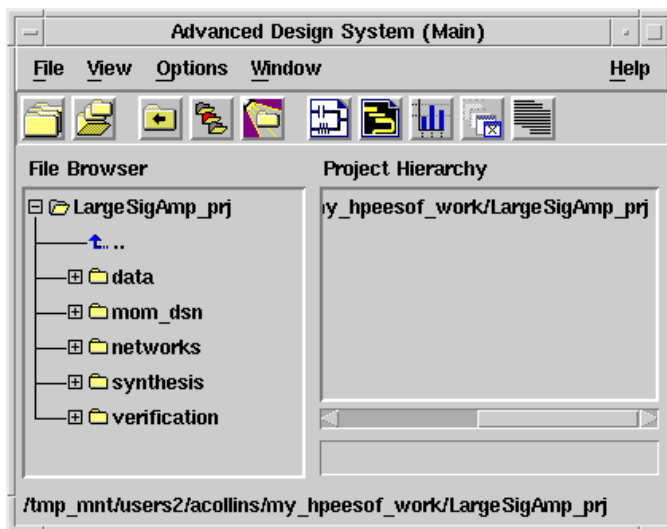 Advanced Design System (Main)
File View Options Window Help
File Browser
Project Hierarchy
LargeSigAmp_prj
..
data
mom_dsn
networks
synthesis
verification
y_hpeesof_work/LargeSigAmp_prj
/tmp_mnt/users2/acollins/my_hpeesof_work/LargeSigAmp_prj